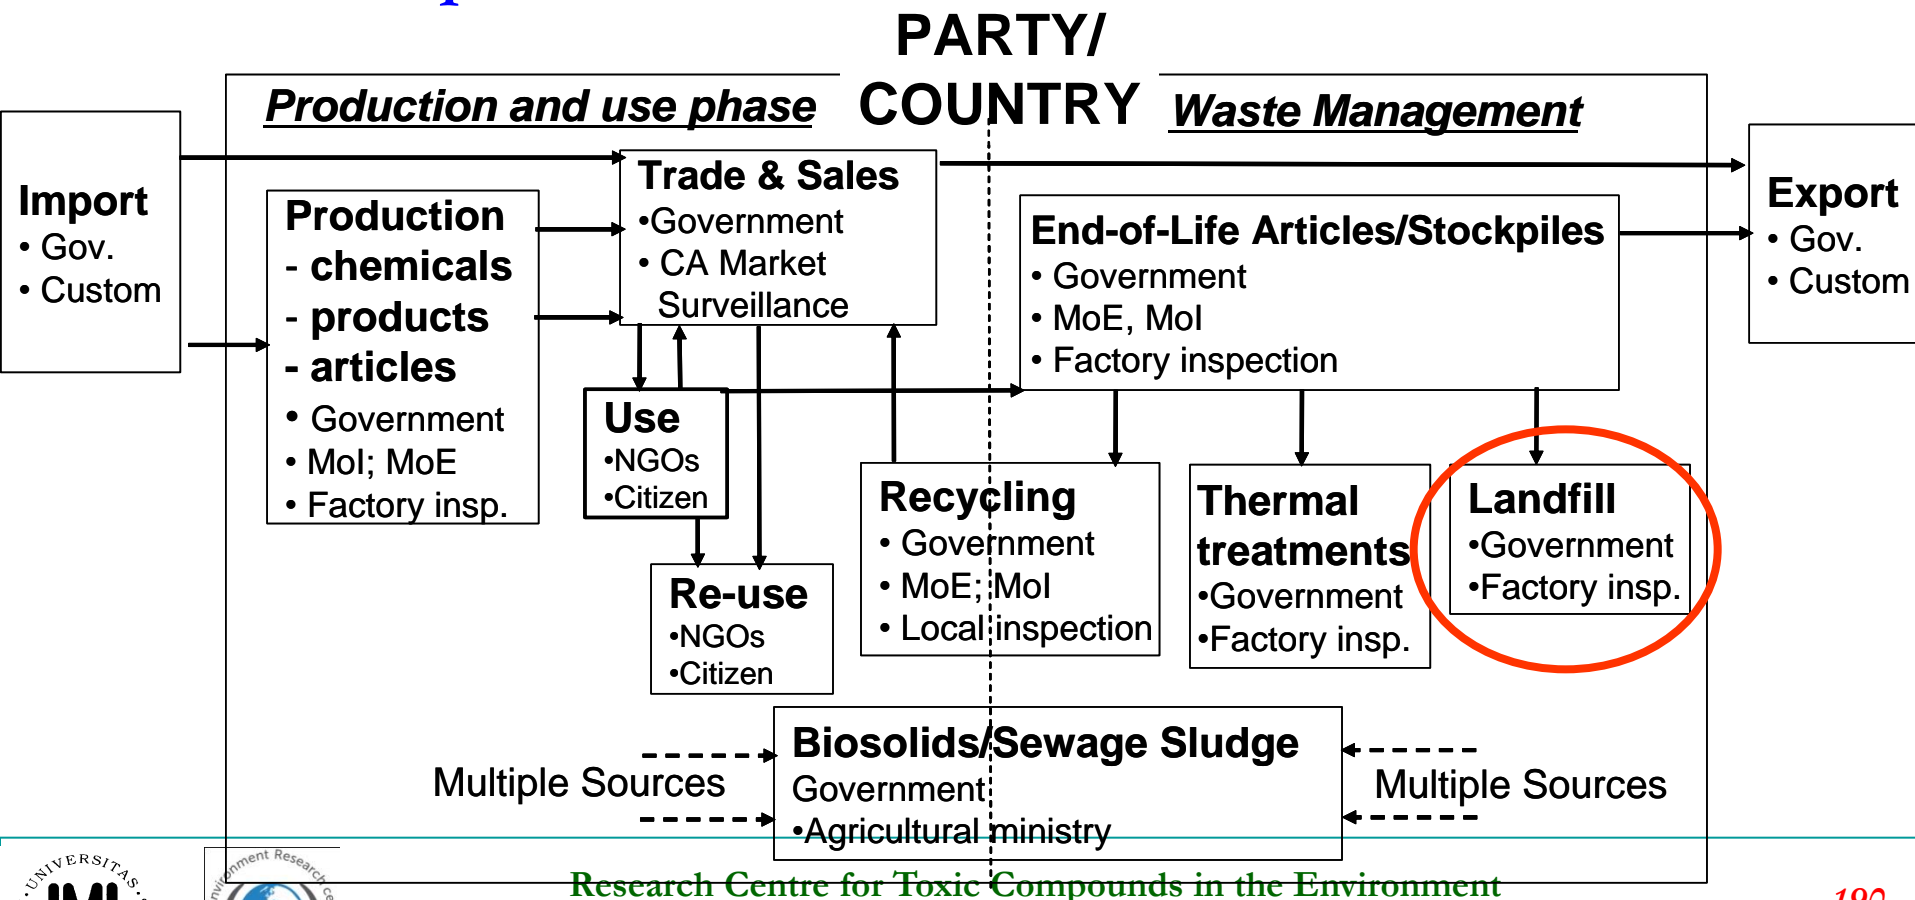 PARTY/
COUNTRY
Production and use phase
Waste Management
Import
• Gov.
• Custom
Production
- chemicals
- products
- articles
• Government
• MoI; MoE
• Factory insp.
Trade & Sales
•Government
• CA Market
Surveillance
Use
•NGOs
•Citizen
Re-use
•NGOs
•Citizen
End-of-Life Articles/Stockpiles
• Government
• MoE, MoI
• Factory inspection
Export
• Gov.
• Custom
Recycling
• Government
• MoE; MoI
• Local inspection
Thermal
treatments
•Government
•Factory insp.
Landfill
•Government
•Factory insp.
Biosolids/Sewage Sludge
Government
•Agricultural ministry
Multiple Sources
Multiple Sources
UNIVERSITAS
Research
Research Centre for Toxic Compounds in the Environment